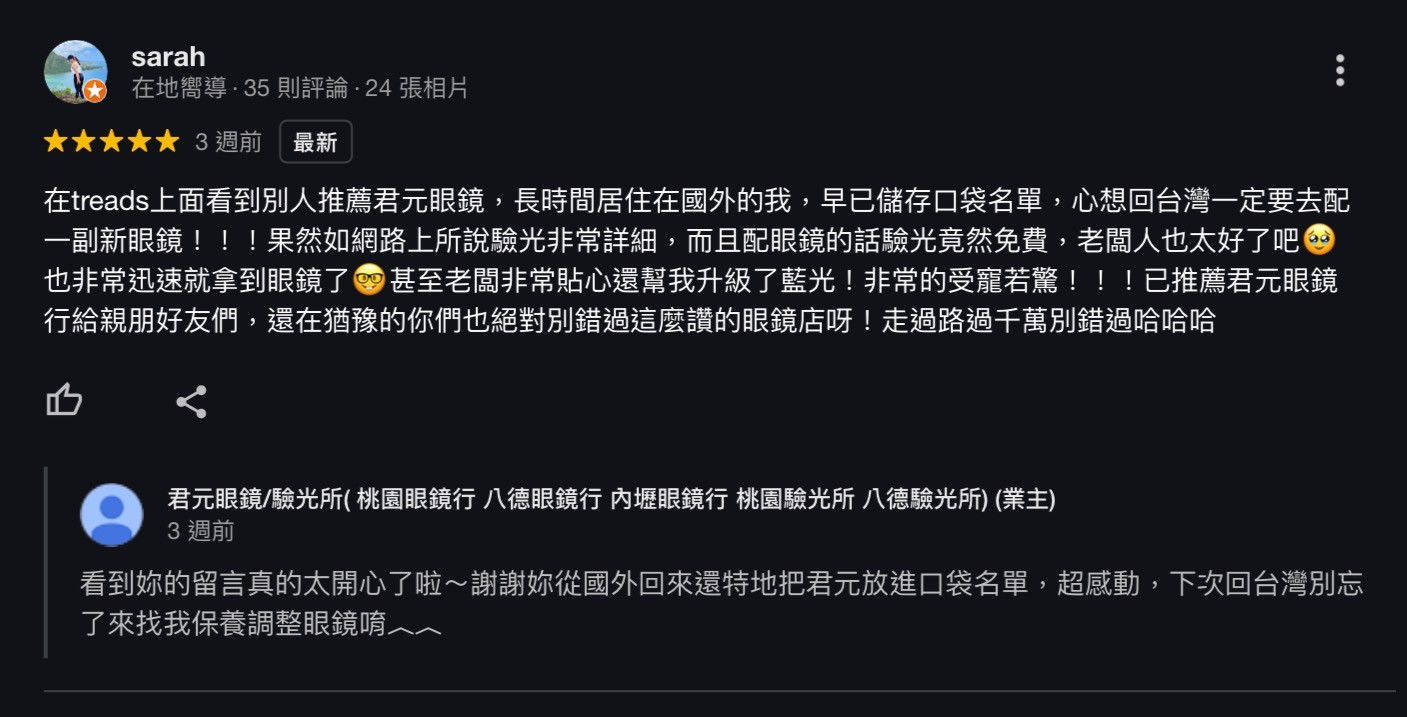 sarah
在地嚮導 · 35 則評論 · 24 張相片
3 週前 最新
在treads上面看到別人推薦君元眼鏡，長時間居住在國外的我，早已儲存口袋名單，心想回台灣一定要去配
一副新眼鏡！！！果然如網路上所說驗光非常詳細，而且配眼鏡的話驗光竟然免費，老闆人也太好了吧🥹
也非常迅速就拿到眼鏡了🤓甚至老闆非常貼心還幫我升級了藍光！非常的受寵若驚！！！已推薦君元眼鏡
行給親朋好友們，還在猶豫的你們也絕對別錯過這麼讚的眼鏡店呀！走過路過千萬別錯過哈哈哈
君元眼鏡/驗光所( 桃園眼鏡行 八德眼鏡行 內壢眼鏡行 桃園驗光所 八德驗光所) (業主)
3 週前
看到妳的留言真的太開心了啦～謝謝妳從國外回來還特地把君元放進口袋名單，超感動，下次回台灣別忘
了來找我保養調整眼鏡唷︿︿